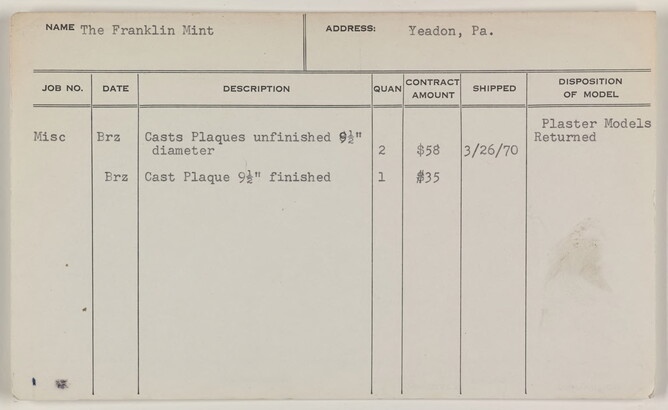 NAME The Franklin Mint ADDRESS: Yeadon, Pa.
JOB NO. DATE DESCRIPTION QUAN CONTRACT AMOUNT SHIPPED DISPOSITION OF MODEL
Plaster Models
Misc Brz Casts Plaques unfinished 9½" Returned
diameter 2 $58 3/26/70
Brz Cast Plaque 9½" finished 1 $35